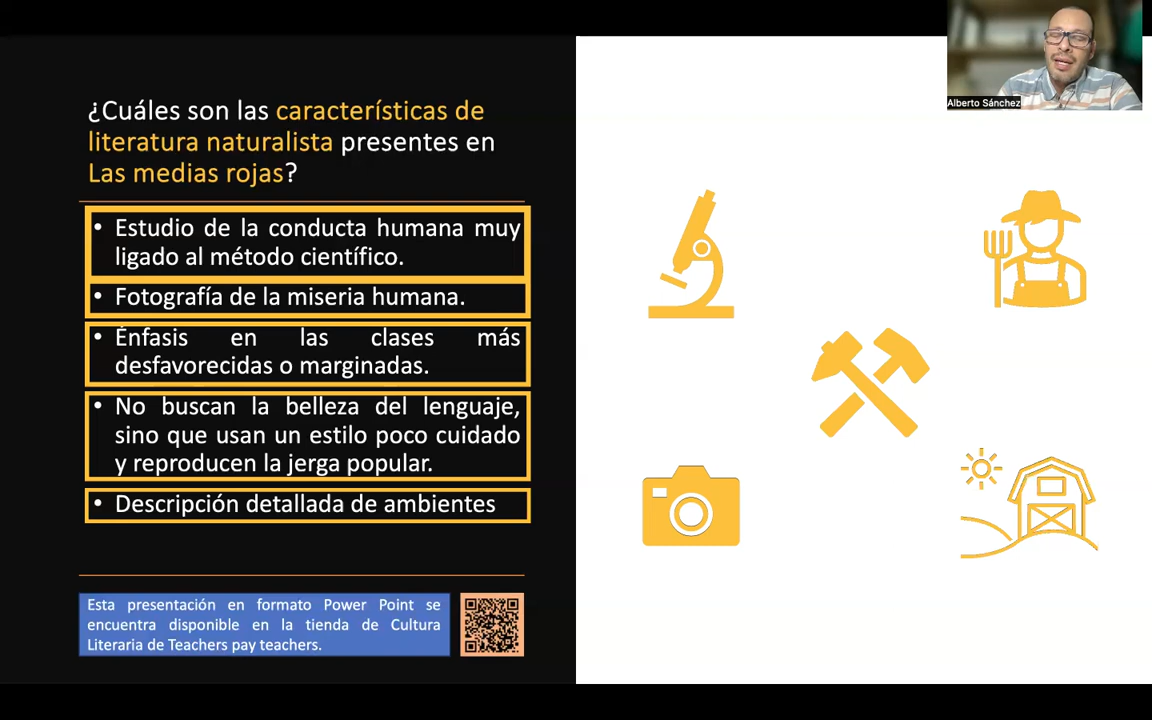 Alberto Sánchez
¿Cuáles son las características de
literatura naturalista presentes en
Las medias rojas?
• Estudio de la conducta humana muy
ligado al método científico.
• Fotografía de la miseria humana.
• Énfasis en las clases más
desfavorecidas o marginadas.
• No buscan la belleza del lenguaje,
sino que usan un estilo poco cuidado
y reproducen la jerga popular.
• Descripción detallada de ambientes
Esta presentación en formato Power Point se
encuentra disponible en la tienda de Cultura
Literaria de Teachers pay teachers.